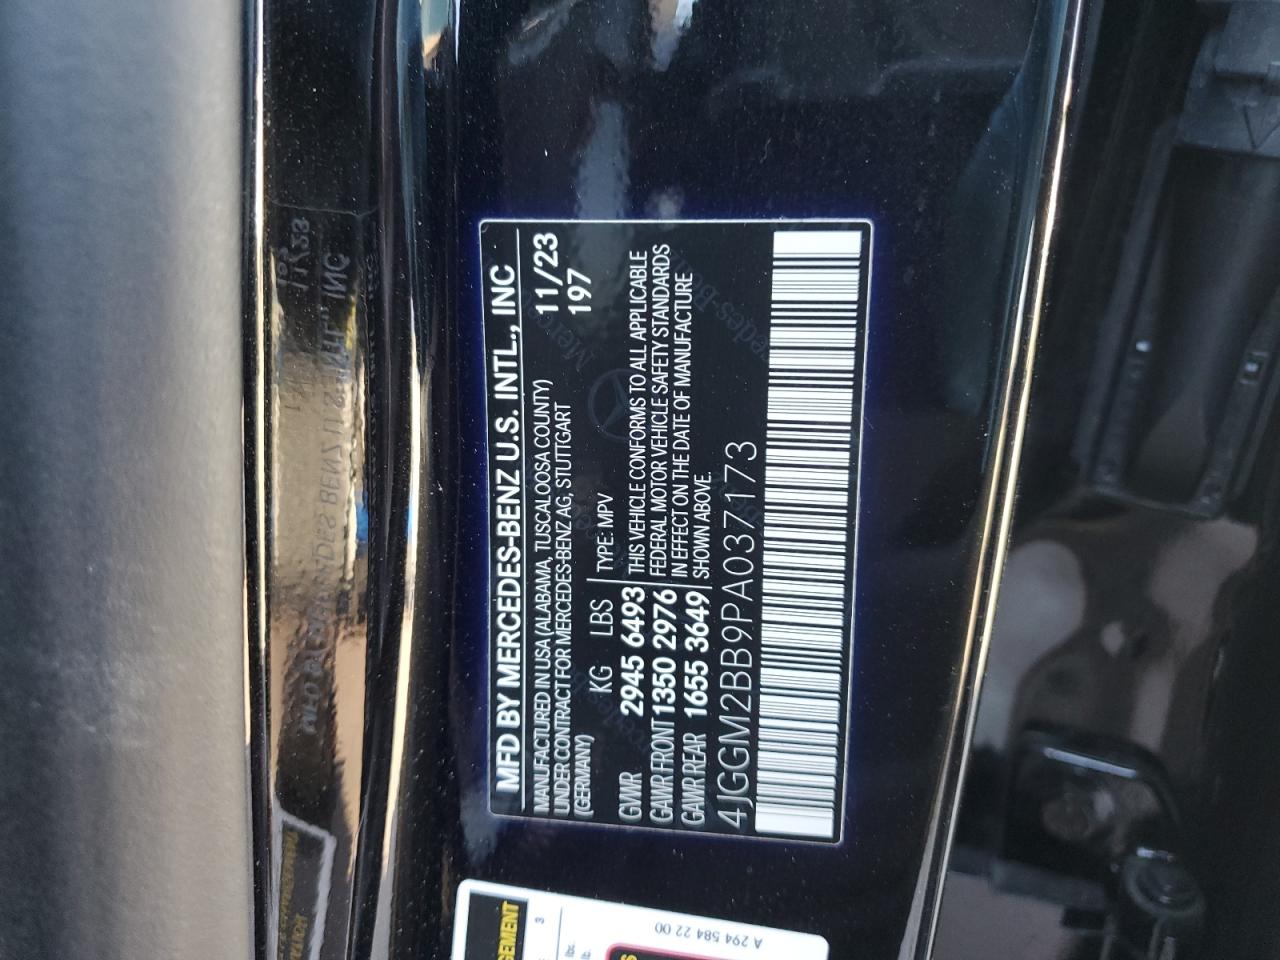 MFD BY MERCEDES-BENZ U.S. INTL., INC
MANUFACTURED IN USA (ALABAMA, TUSCALOOSA COUNTY) 11/23
UNDER CONTRACT FOR MERCEDES-BENZ AG, STUTTGART 197
(GERMANY)
KG LBS TYPE: MPV
GVWR 2945 6493 THIS VEHICLE CONFORMS TO ALL APPLICABLE
GAWR FRONT 1350 2976 FEDERAL MOTOR VEHICLE SAFETY STANDARDS
GAWR REAR 1655 3649 IN EFFECT ON THE DATE OF MANUFACTURE
SHOWN ABOVE.
4JGGM2BB9PA037173
A 294 584 22 00
3
lbs.
lb.